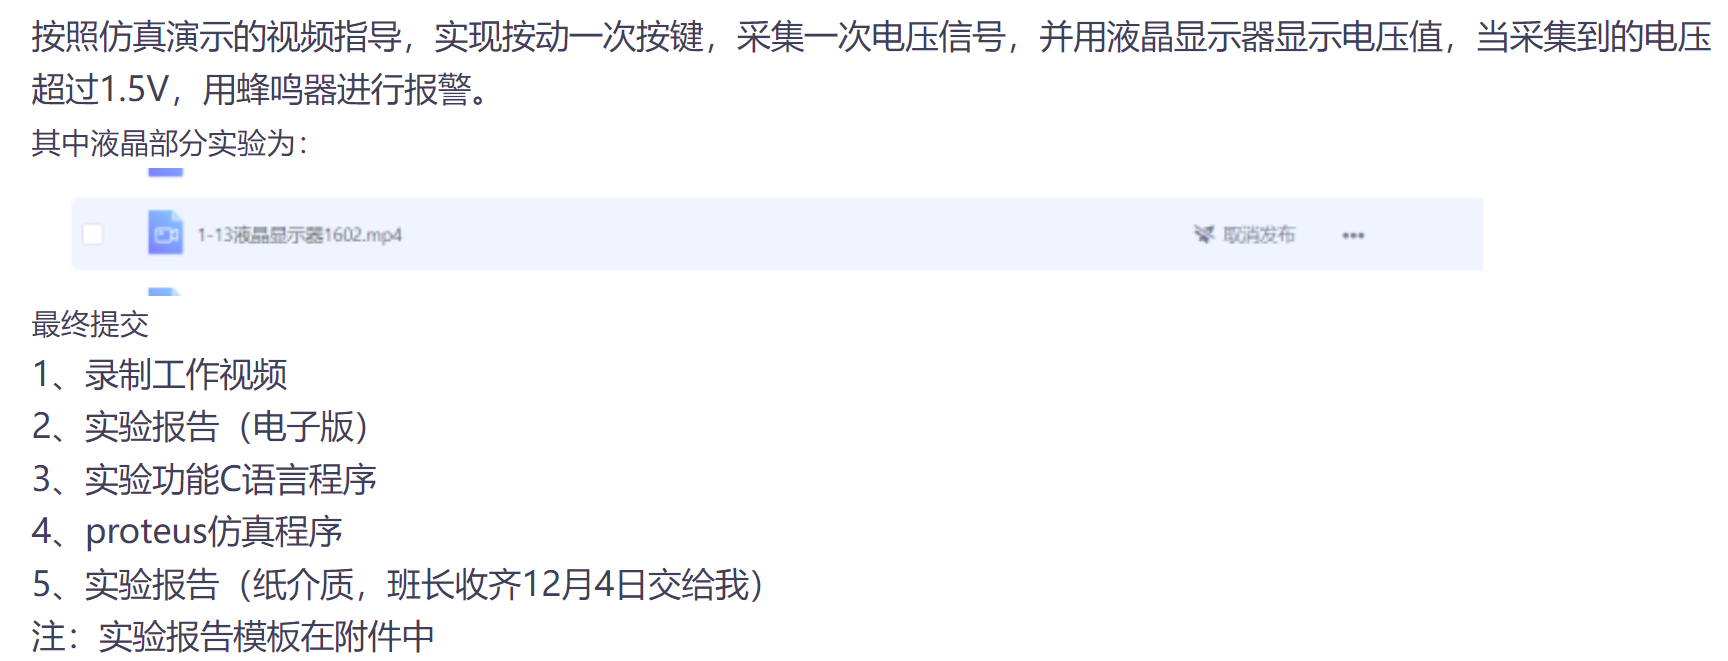 按照仿真演示的视频指导，实现按动一次按键，采集一次电压信号，并用液晶显示器显示电压值，当采集到的电压
超过1.5V，用蜂鸣器进行报警。
其中液晶部分实验为：
1-13液晶显示器1602.mp4 取消发布 •••
最终提交
1、录制工作视频
2、实验报告（电子版）
3、实验功能C语言程序
4、proteus仿真程序
5、实验报告（纸介质，班长收齐12月4日交给我）
注：实验报告模板在附件中